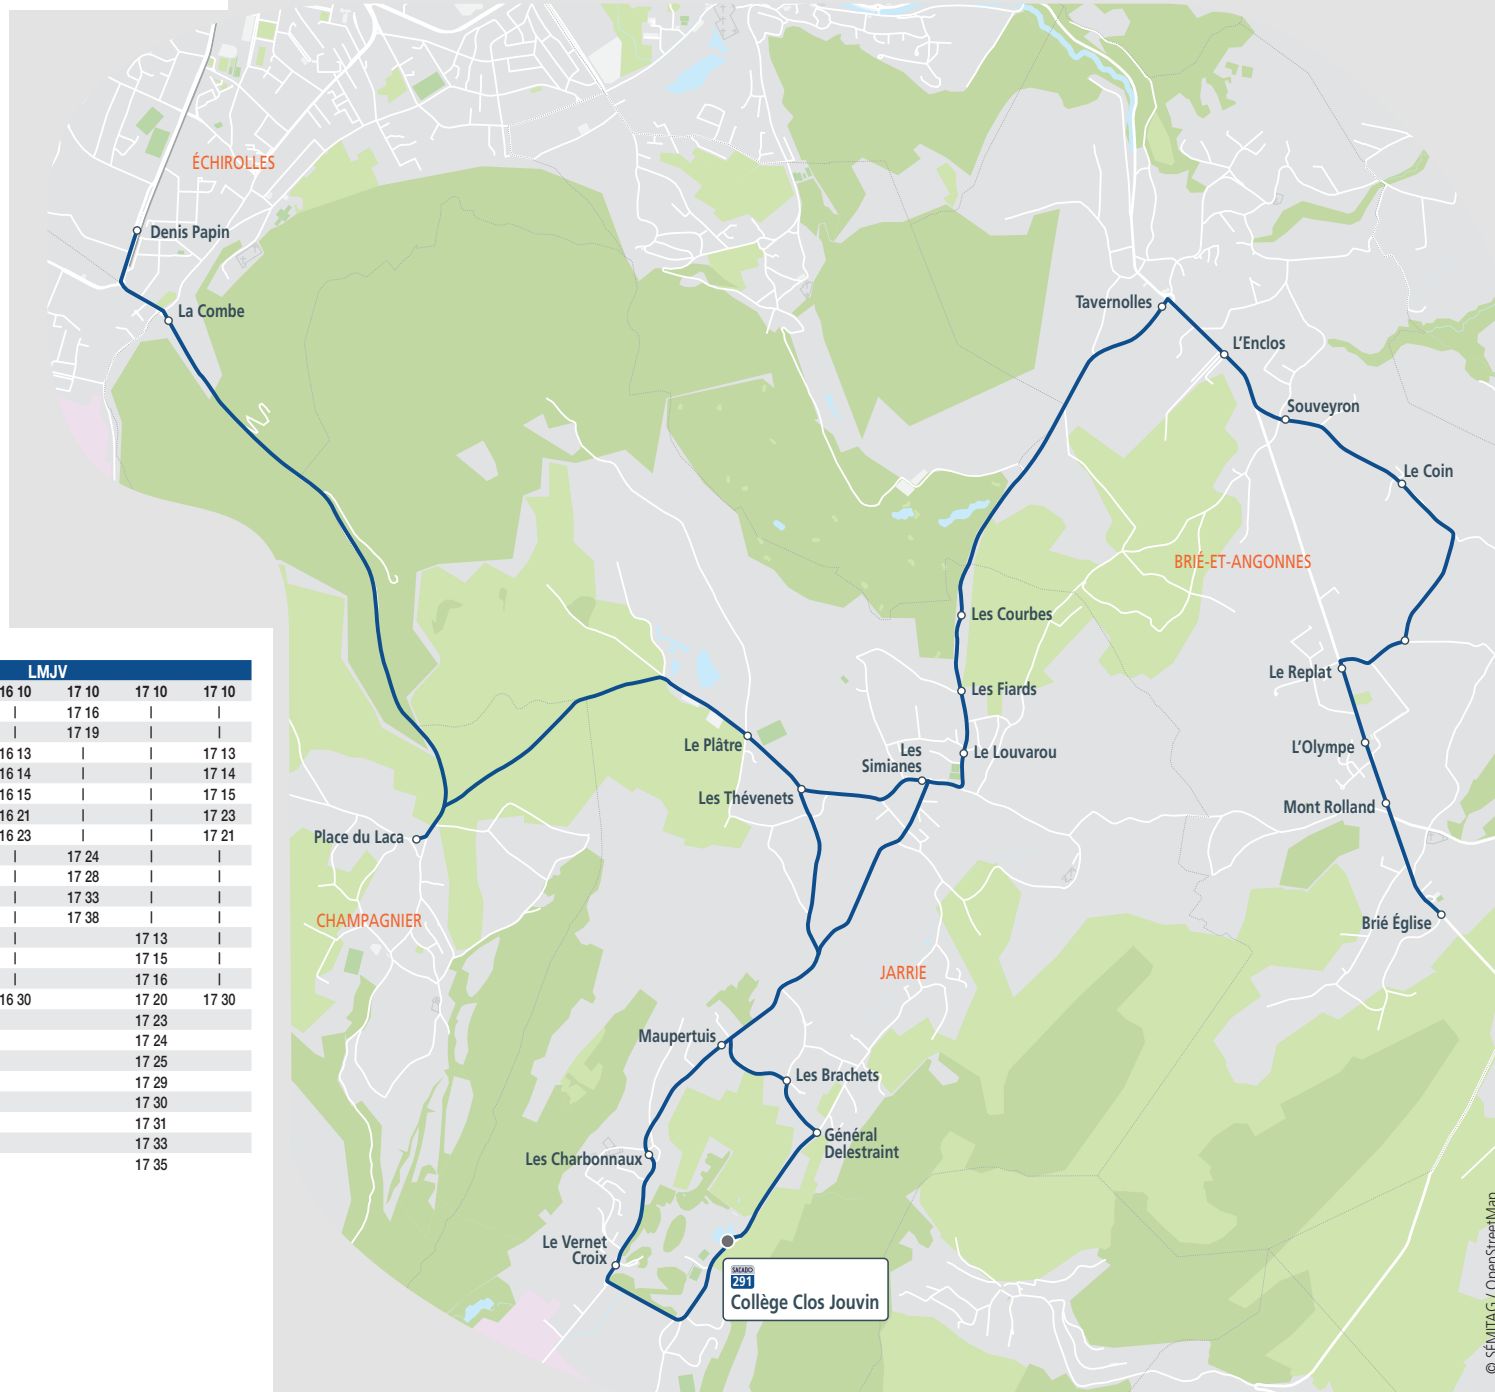 ÉCHIROLLES
Denis Papin
La Combe
Tavernolles
L'Enclos
Souveyron
Le Coin
BRIÉ-ET-ANGONNES
Les Courbes
Le Replat
Les Fiards
Le Plâtre
Les
Simianes
Le Louvarou
L'Olympe
Les Thévenets
Mont Rolland
Place du Laca
CHAMPAGNIER
Brié Église
JARRIE
Maupertuis
Les Brachets
Général
Delestraint
Les Charbonnaux
Le Vernet
Croix
SACADO
291
Collège Clos Jouvin
LMJV
16 10 17 10 17 10 17 10
| 17 16 | |
| 17 19 | |
16 13 | | 17 13
16 14 | | 17 14
16 15 | | 17 15
16 21 | | 17 23
16 23 | | 17 21
| 17 24 | |
| 17 28 | |
| 17 33 | |
| 17 38 | |
| 17 13 |
| 17 15 |
| 17 16 |
16 30 17 20 17 30
17 23
17 24
17 25
17 29
17 30
17 31
17 33
17 35
© SÉMITAG / OpenStreetMap